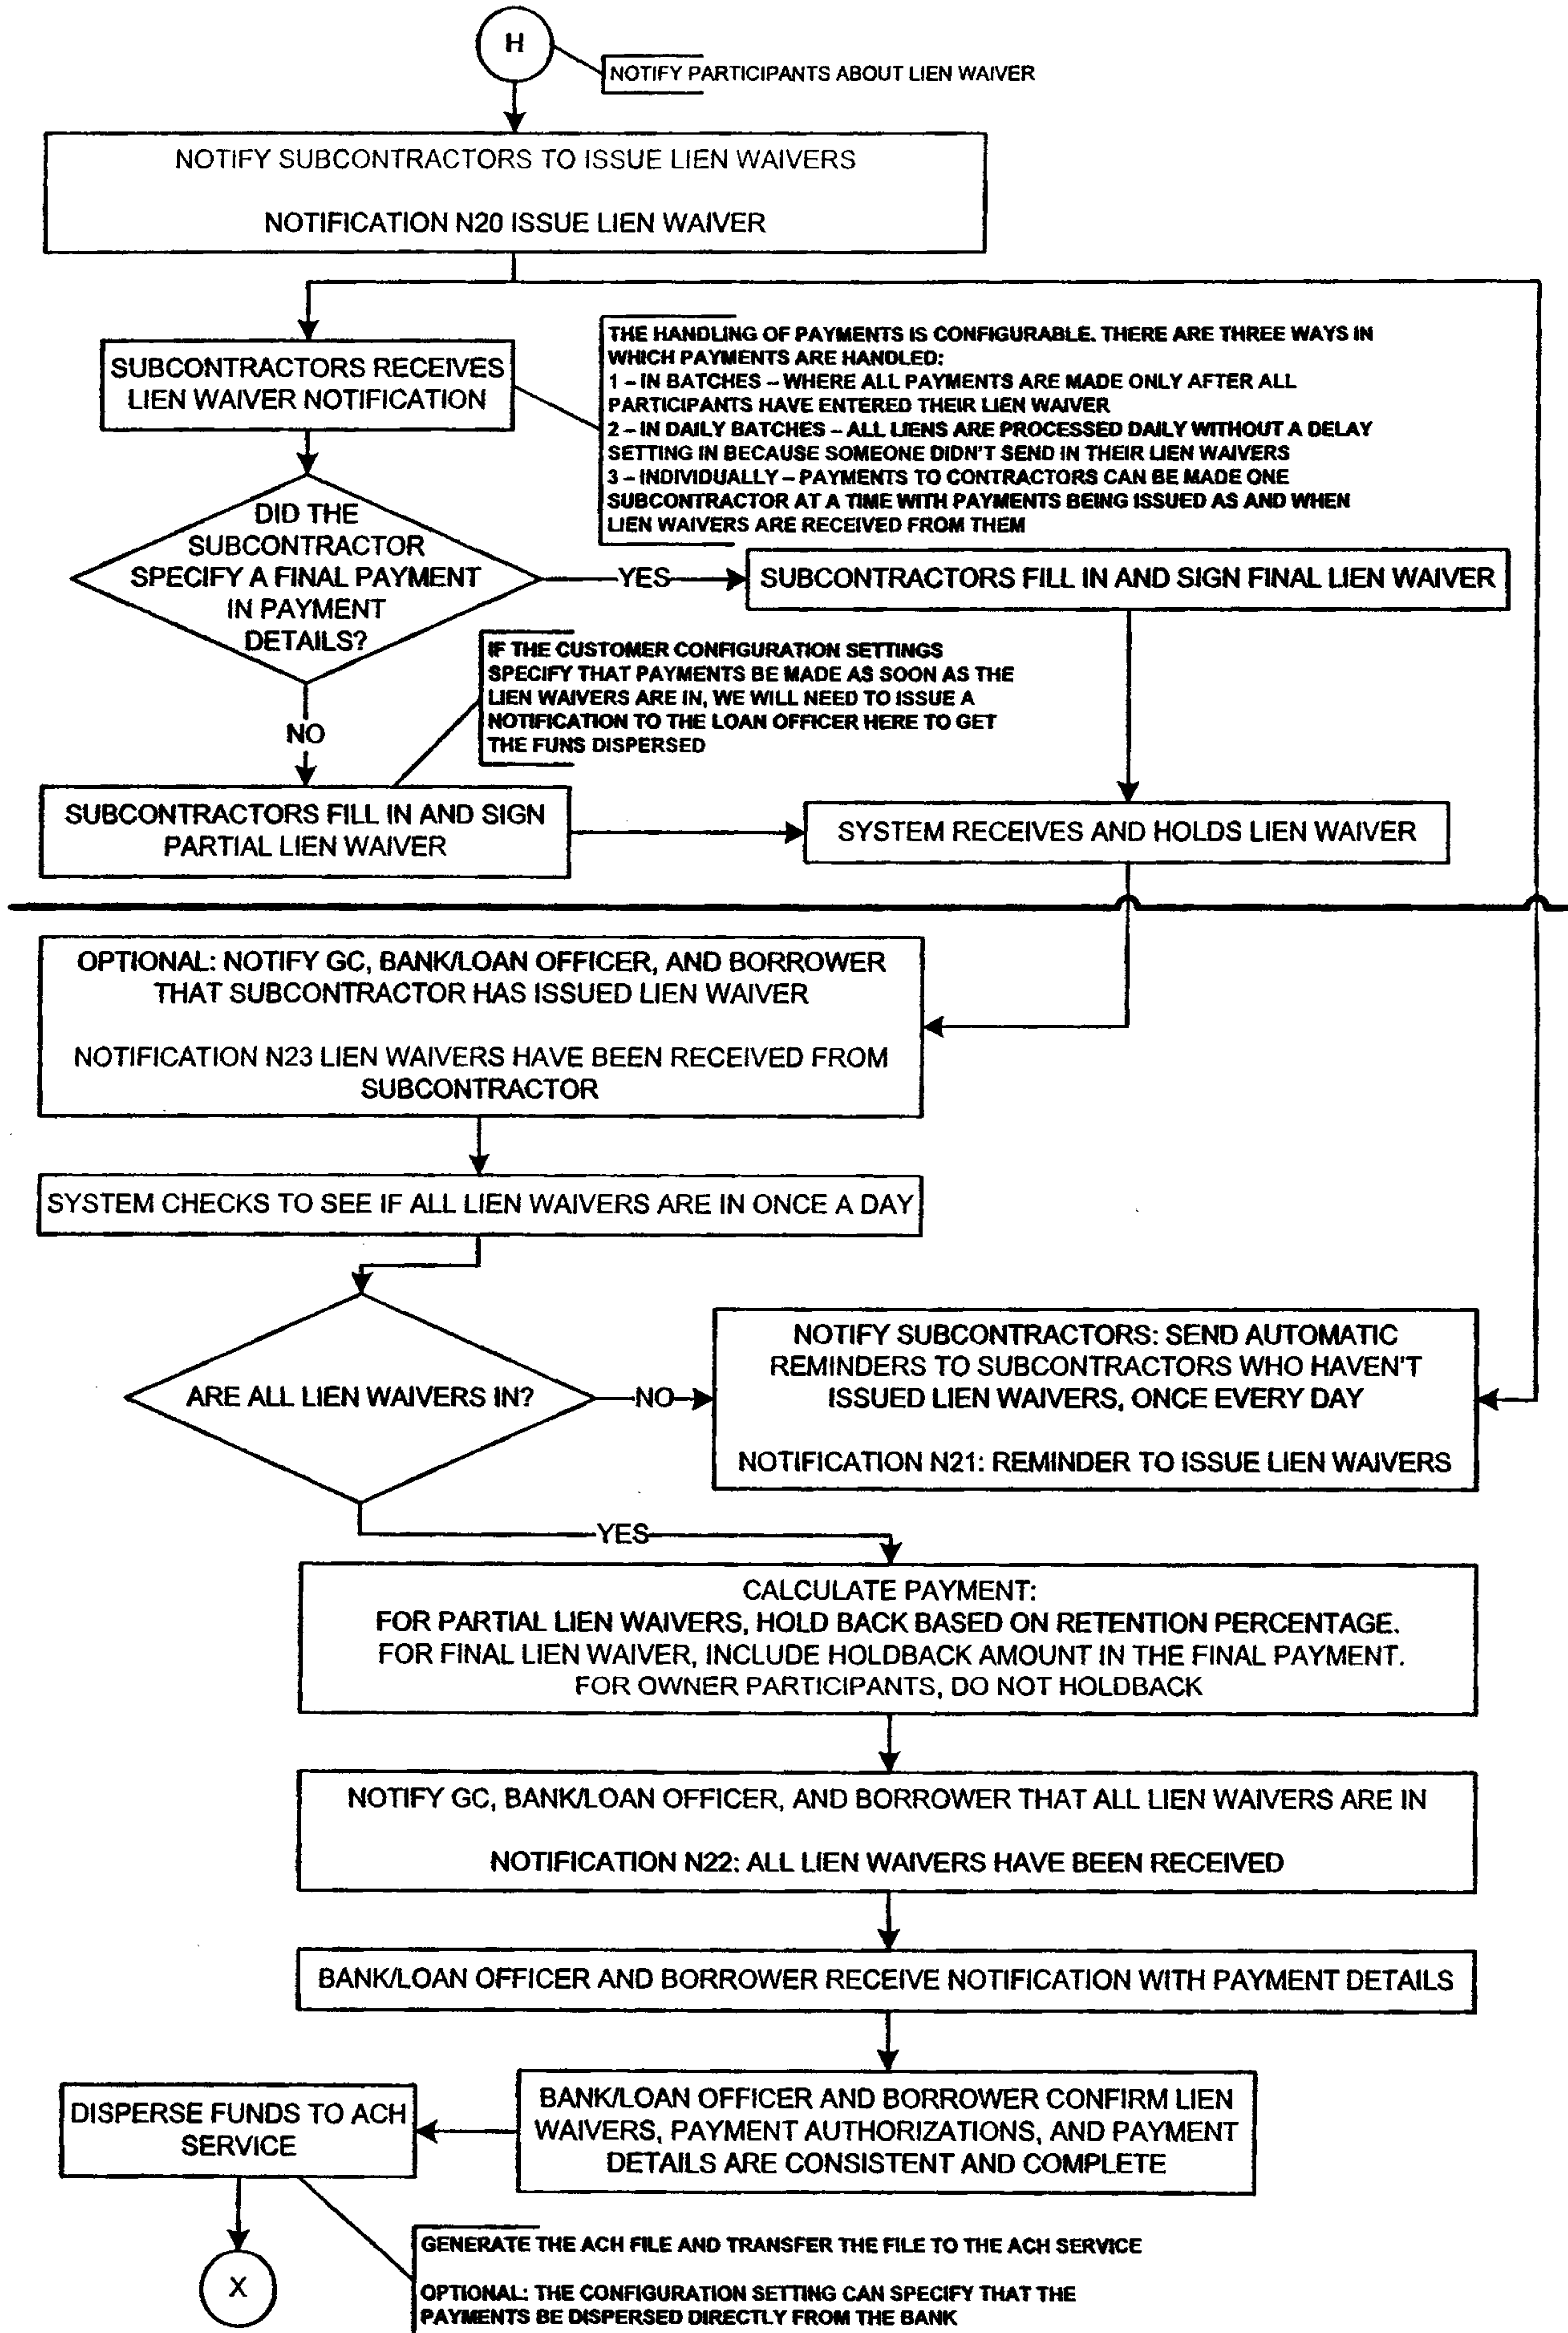 H
NOTIFY PARTICIPANTS ABOUT LIEN WAIVER
NOTIFY SUBCONTRACTORS TO ISSUE LIEN WAIVERS
NOTIFICATION N20 ISSUE LIEN WAIVER
SUBCONTRACTORS RECEIVES
LIEN WAIVER NOTIFICATION
THE HANDLING OF PAYMENTS IS CONFIGURABLE. THERE ARE THREE WAYS IN
WHICH PAYMENTS ARE HANDLED:
1 – IN BATCHES – WHERE ALL PAYMENTS ARE MADE ONLY AFTER ALL
PARTICIPANTS HAVE ENTERED THEIR LIEN WAIVER
2 – IN DAILY BATCHES – ALL LIENS ARE PROCESSED DAILY WITHOUT A DELAY
SETTING IN BECAUSE SOMEONE DIDN'T SEND IN THEIR LIEN WAIVERS
3 – INDIVIDUALLY – PAYMENTS TO CONTRACTORS CAN BE MADE ONE
SUBCONTRACTOR AT A TIME WITH PAYMENTS BEING ISSUED AS AND WHEN
LIEN WAIVERS ARE RECEIVED FROM THEM
DID THE
SUBCONTRACTOR
SPECIFY A FINAL PAYMENT
IN PAYMENT
DETAILS?
YES
SUBCONTRACTORS FILL IN AND SIGN FINAL LIEN WAIVER
IF THE CUSTOMER CONFIGURATION SETTINGS
SPECIFY THAT PAYMENTS BE MADE AS SOON AS THE
LIEN WAIVERS ARE IN, WE WILL NEED TO ISSUE A
NOTIFICATION TO THE LOAN OFFICER HERE TO GET
THE FUNS DISPERSED
NO
SUBCONTRACTORS FILL IN AND SIGN
PARTIAL LIEN WAIVER
SYSTEM RECEIVES AND HOLDS LIEN WAIVER
OPTIONAL: NOTIFY GC, BANK/LOAN OFFICER, AND BORROWER
THAT SUBCONTRACTOR HAS ISSUED LIEN WAIVER
NOTIFICATION N23 LIEN WAIVERS HAVE BEEN RECEIVED FROM
SUBCONTRACTOR
SYSTEM CHECKS TO SEE IF ALL LIEN WAIVERS ARE IN ONCE A DAY
ARE ALL LIEN WAIVERS IN?
NO
NOTIFY SUBCONTRACTORS: SEND AUTOMATIC
REMINDERS TO SUBCONTRACTORS WHO HAVEN'T
ISSUED LIEN WAIVERS, ONCE EVERY DAY
NOTIFICATION N21: REMINDER TO ISSUE LIEN WAIVERS
YES
CALCULATE PAYMENT:
FOR PARTIAL LIEN WAIVERS, HOLD BACK BASED ON RETENTION PERCENTAGE.
FOR FINAL LIEN WAIVER, INCLUDE HOLDBACK AMOUNT IN THE FINAL PAYMENT.
FOR OWNER PARTICIPANTS, DO NOT HOLDBACK
NOTIFY GC, BANK/LOAN OFFICER, AND BORROWER THAT ALL LIEN WAIVERS ARE IN
NOTIFICATION N22: ALL LIEN WAIVERS HAVE BEEN RECEIVED
BANK/LOAN OFFICER AND BORROWER RECEIVE NOTIFICATION WITH PAYMENT DETAILS
BANK/LOAN OFFICER AND BORROWER CONFIRM LIEN
WAIVERS, PAYMENT AUTHORIZATIONS, AND PAYMENT
DETAILS ARE CONSISTENT AND COMPLETE
DISPERSE FUNDS TO ACH
SERVICE
X
GENERATE THE ACH FILE AND TRANSFER THE FILE TO THE ACH SERVICE
OPTIONAL: THE CONFIGURATION SETTING CAN SPECIFY THAT THE
PAYMENTS BE DISPERSED DIRECTLY FROM THE BANK